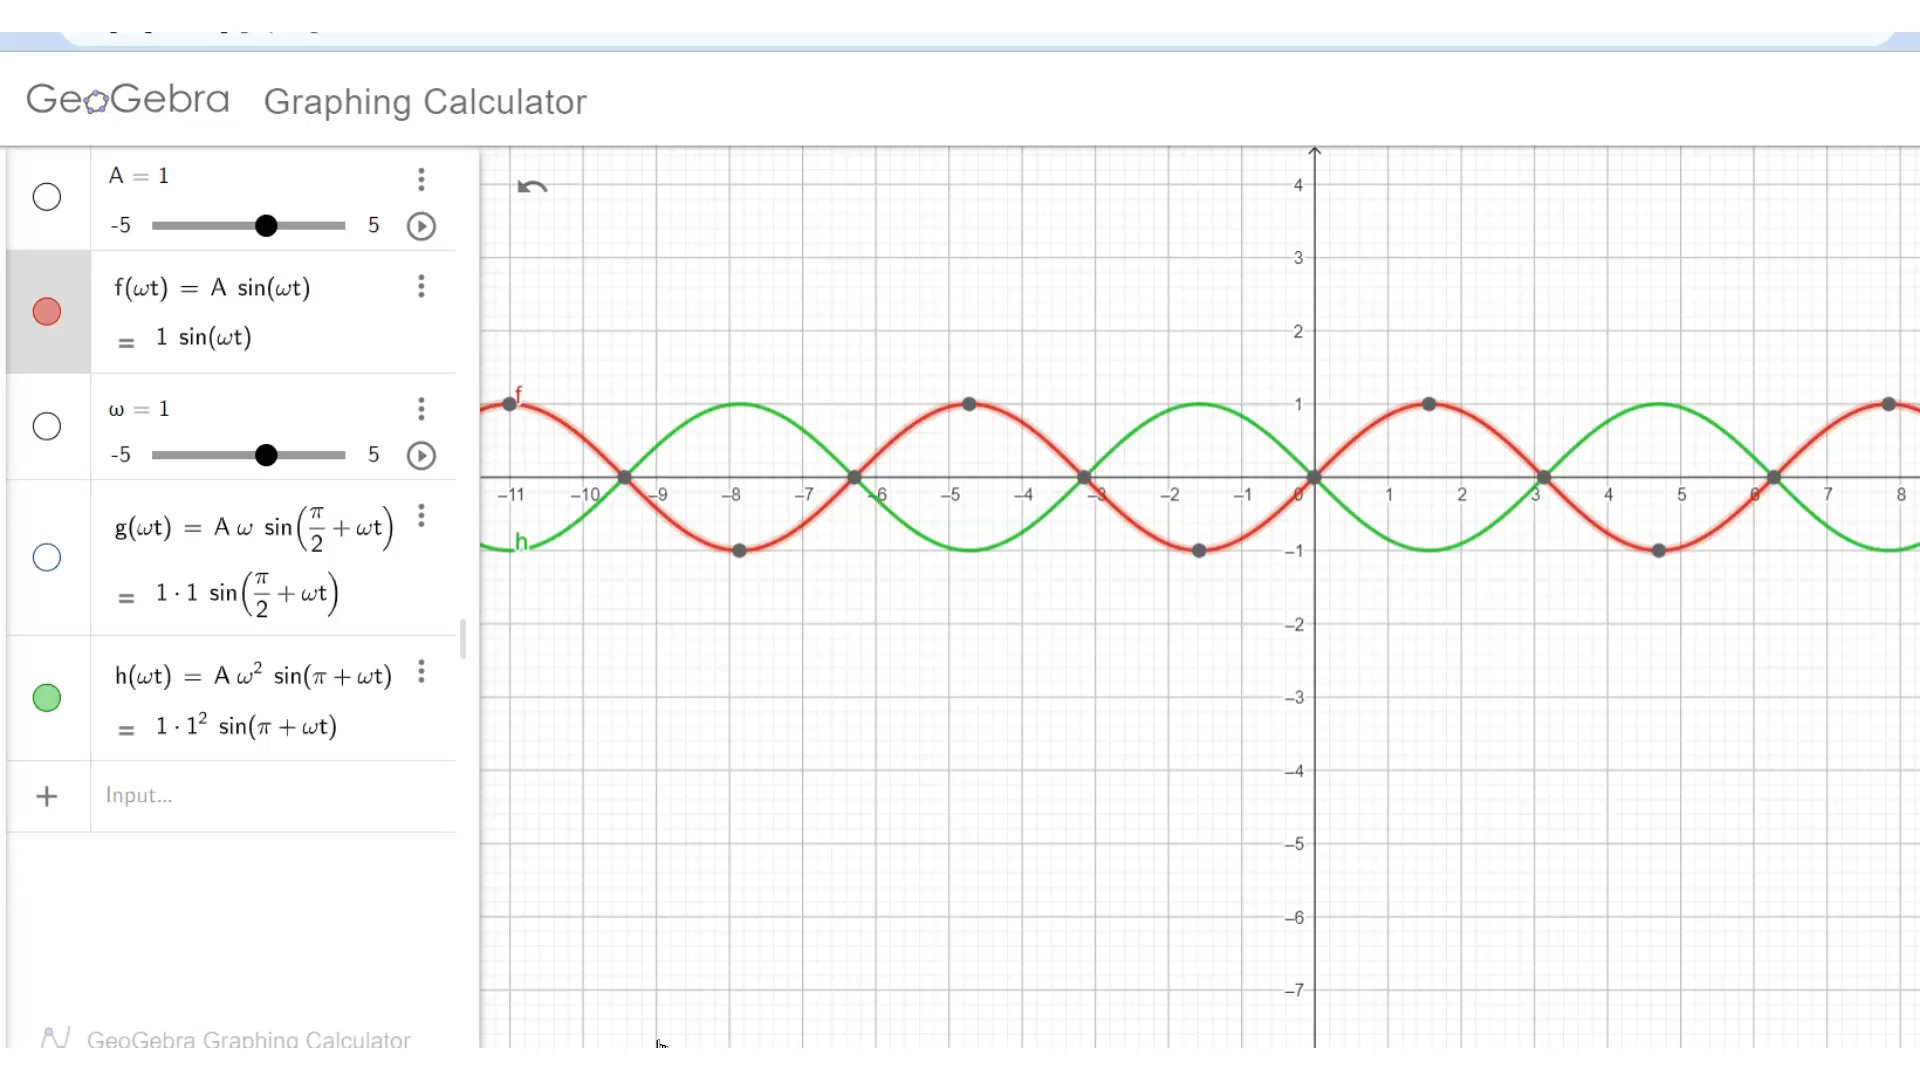 GeoGebra Graphing Calculator
A = 1
-5 5
f(ωt) = A sin(ωt)
= 1 sin(ωt)
ω = 1
-5 5
g(ωt) = A ω sin(π/2 + ωt)
= 1 · 1 sin(π/2 + ωt)
h(ωt) = A ω² sin(π + ωt)
= 1 · 1² sin(π + ωt)
+ Input...
GeoGebra Graphing Calculator
4
3
2
1
f
−11 −10 −9 −8 −7 −6 −5 −4 −3 −2 −1 0 1 2 3 4 5 6 7 8
h
−1
−2
−3
−4
−5
−6
−7